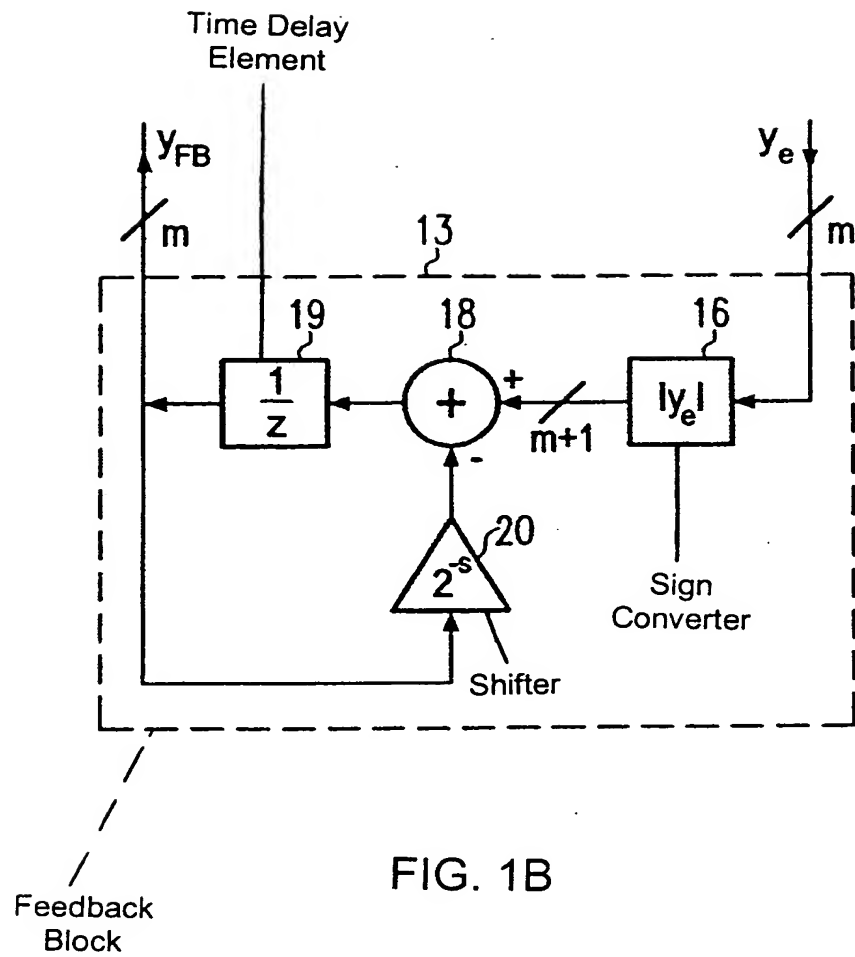 Time Delay
Element
y_FB
y_e
m
m
13
19
18
16
1/z
+
+
-
m+1
|y_e|
20
2^-s
Sign
Converter
Shifter
FIG. 1B
Feedback
Block